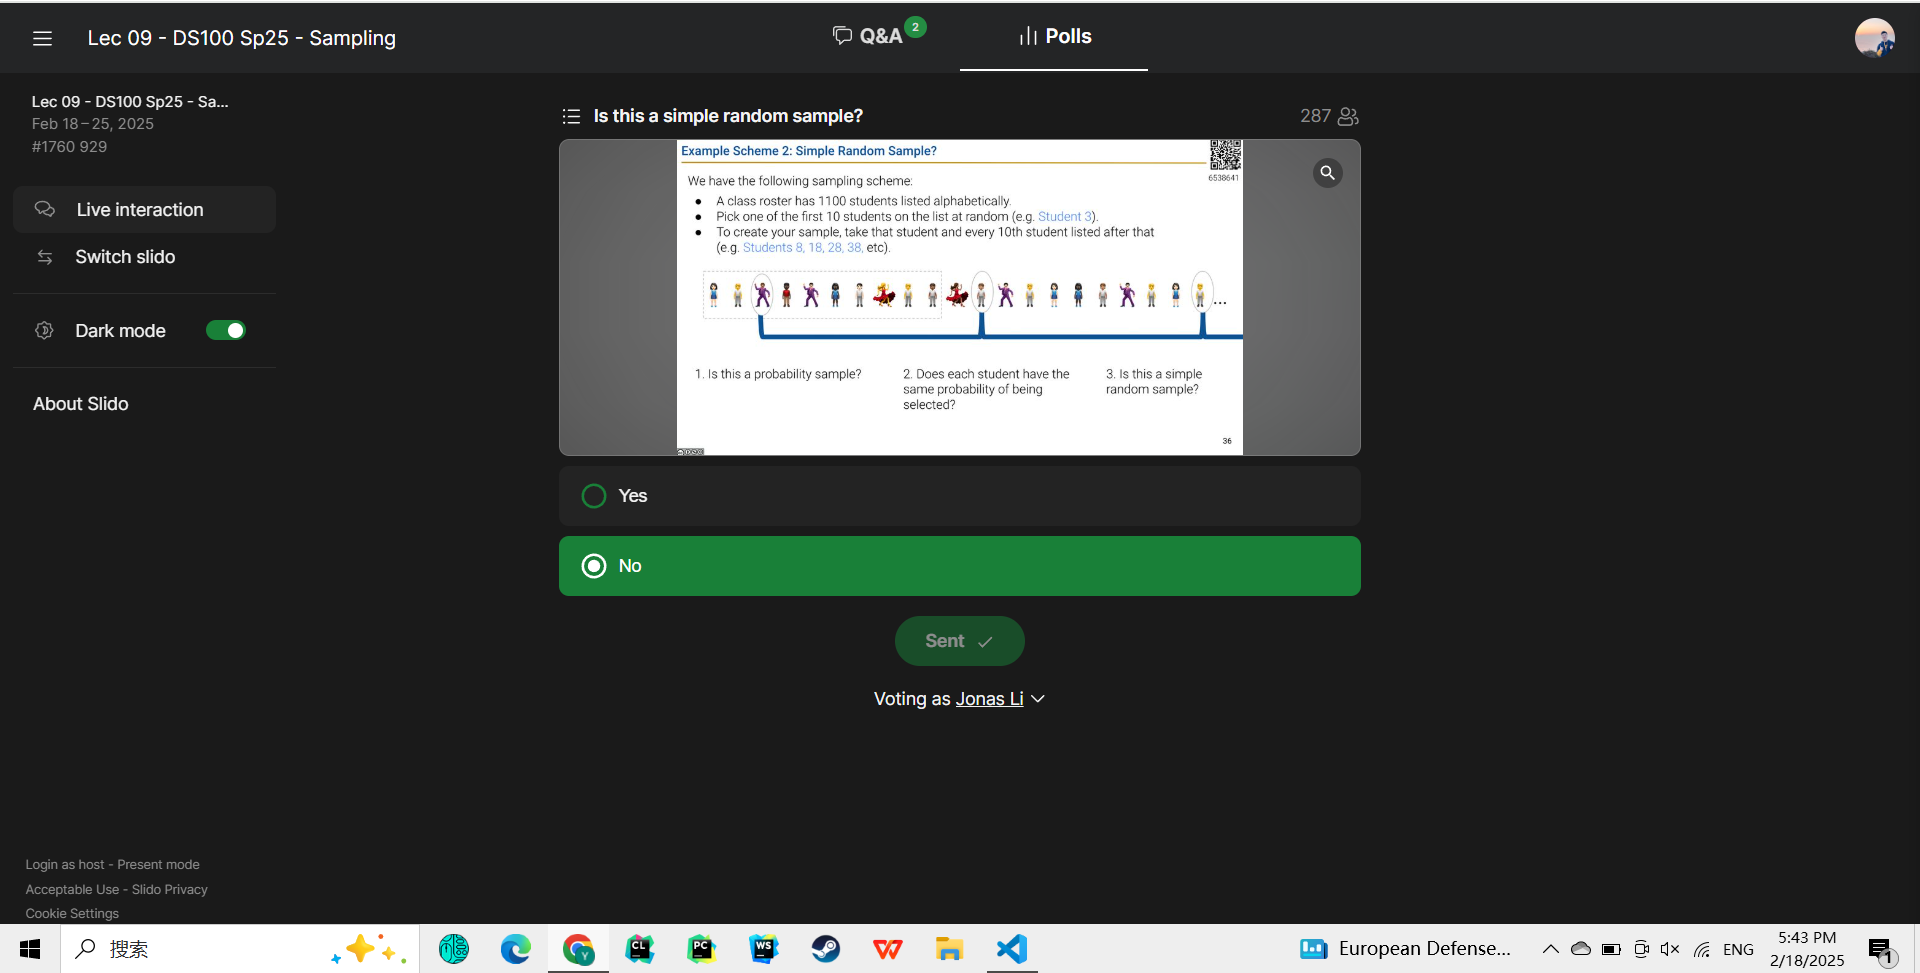 Lec 09 - DS100 Sp25 - Sampling
Q&A
2
Polls
Lec 09 - DS100 Sp25 - Sa...
Feb 18 – 25, 2025
#1760 929
Live interaction
Switch slido
Dark mode
About Slido
Is this a simple random sample?
287
Example Scheme 2: Simple Random Sample?
6538641
We have the following sampling scheme:
● A class roster has 1100 students listed alphabetically.
● Pick one of the first 10 students on the list at random (e.g. Student 3).
● To create your sample, take that student and every 10th student listed after that
(e.g. Students 8, 18, 28, 38, etc).
...
1. Is this a probability sample?
2. Does each student have the
same probability of being
selected?
3. Is this a simple
random sample?
36
Yes
No
Sent
Voting as Jonas Li
Login as host - Present mode
Acceptable Use - Slido Privacy
Cookie Settings
搜索
Y
CL
PC
WS
European Defense...
ENG
5:43 PM
2/18/2025
1